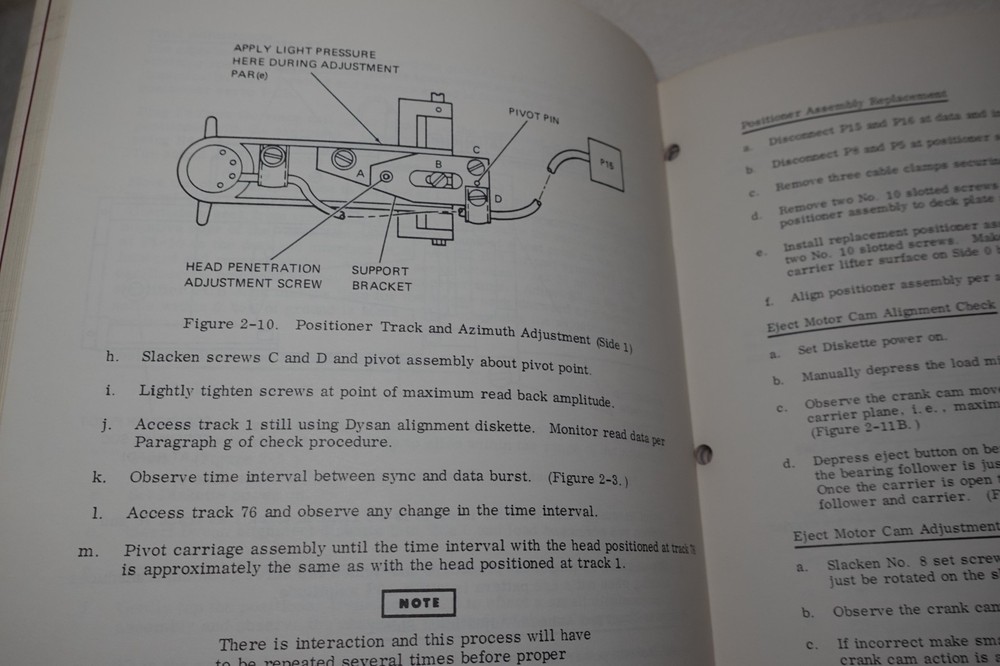 APPLY LIGHT PRESSURE
HERE DURING ADJUSTMENT
PAR(e)
PIVOT PIN
C
B
A
P16
D
HEAD PENETRATION
ADJUSTMENT SCREW
SUPPORT
BRACKET
Figure 2-10. Positioner Track and Azimuth Adjustment (Side 1)
h. Slacken screws C and D and pivot assembly about pivot point.
i. Lightly tighten screws at point of maximum read back amplitude.
j. Access track 1 still using Dysan alignment diskette. Monitor read data per
Paragraph g of check procedure.
k. Observe time interval between sync and data burst. (Figure 2-3.)
l. Access track 76 and observe any change in the time interval.
m. Pivot carriage assembly until the time interval with the head positioned at track 76
is approximately the same as with the head positioned at track 1.
NOTE
There is interaction and this process will have
to be repeated several times before proper
Positioner Assembly Replacement
a. Disconnect P15 and P16 at data and
b. Disconnect P8 and P9 at positioner
c. Remove three cable clamps
d. Remove two No. 10 slotted screws
positioner assembly to deck plate
e. Install replacement positioner
two No. 10 slotted screws.
carrier lifter surface on Side 0
f. Align positioner assembly per
Eject Motor Cam Alignment Check
a. Set Diskette power on.
b. Manually depress the load
c. Observe the crank cam
carrier plane, i.e.,
(Figure 2-11B.)
d. Depress eject button on
the bearing follower is
Once the carrier is open
follower and carrier.
Eject Motor Cam Adjustment
a. Slacken No. 8 set
just be rotated on the
b. Observe the crank
c. If incorrect make
crank cam action is